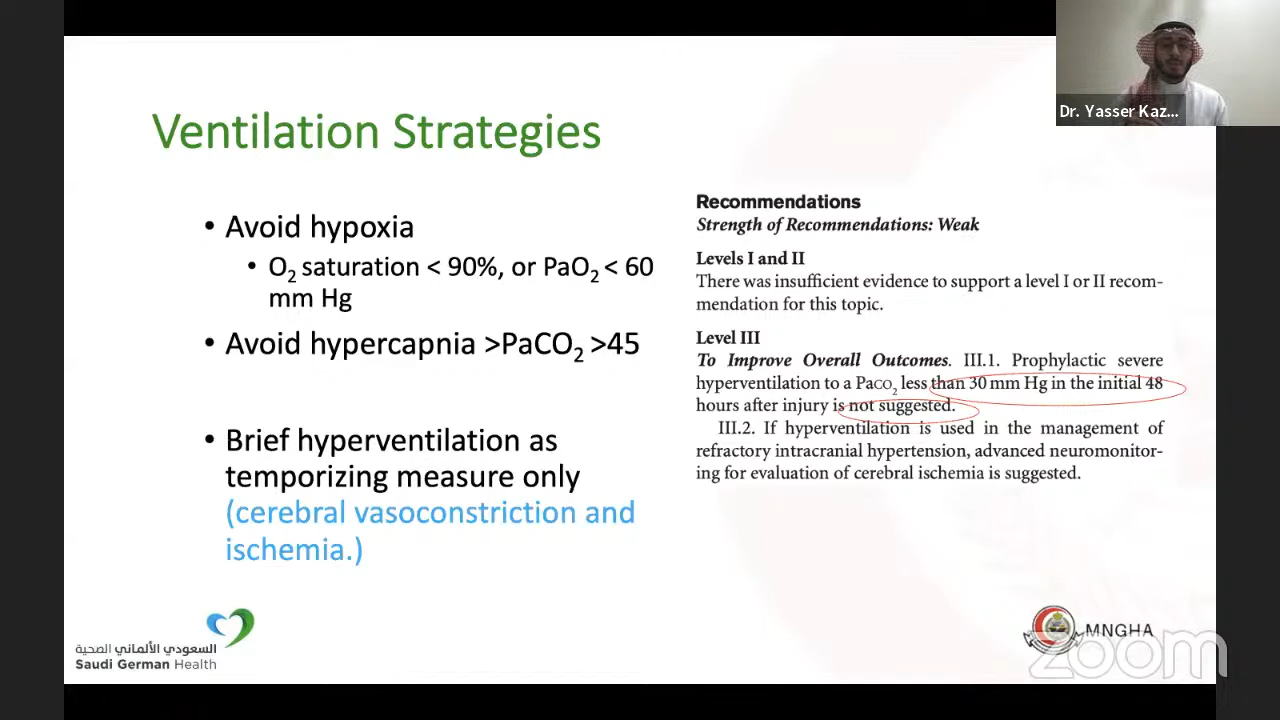 Dr. Yasser Kaz...
Ventilation Strategies
• Avoid hypoxia
• O₂ saturation < 90%, or PaO₂ < 60
mm Hg
• Avoid hypercapnia >PaCO₂ >45
• Brief hyperventilation as
temporizing measure only
(cerebral vasoconstriction and
ischemia.)
Recommendations
Strength of Recommendations: Weak
Levels I and II
There was insufficient evidence to support a level I or II recom-
mendation for this topic.
Level III
To Improve Overall Outcomes. III.1. Prophylactic severe
hyperventilation to a PaCO₂ less than 30 mm Hg in the initial 48
hours after injury is not suggested.
III.2. If hyperventilation is used in the management of
refractory intracranial hypertension, advanced neuromonitor-
ing for evaluation of cerebral ischemia is suggested.
السعودي الألماني الصحية
Saudi German Health
MNGHA
zoom